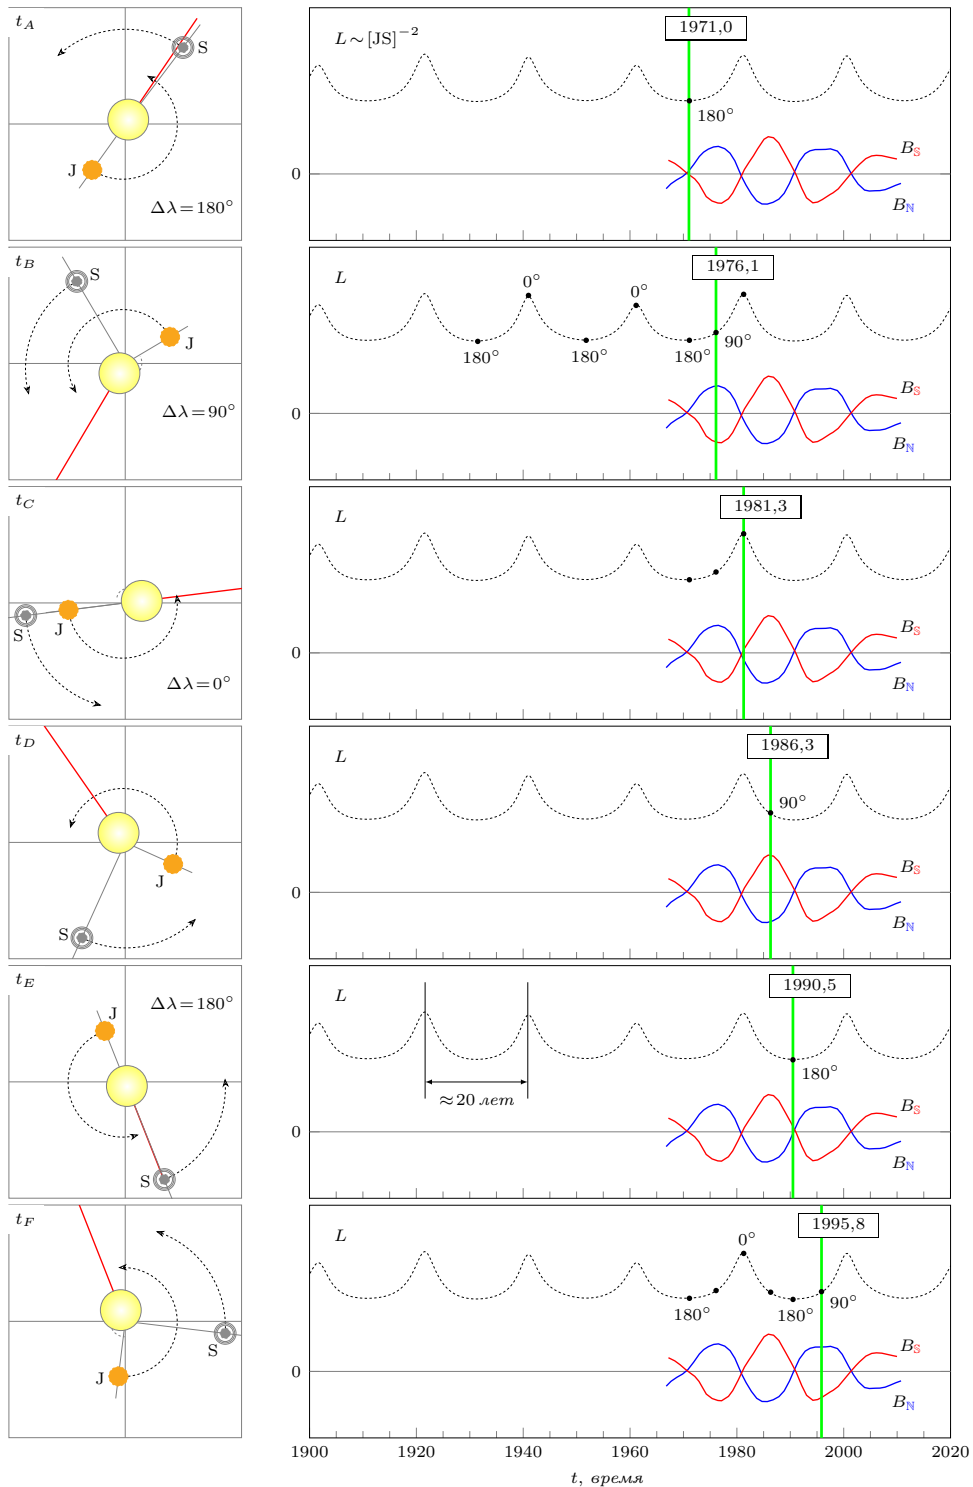 t_A
S
J
Δλ=180°
L∼[JS]⁻²
1971,0
180°
0
B_𝕊
B_ℕ
t_B
S
J
Δλ=90°
L
1976,1
0°
0°
180°
180°
180°
90°
0
B_𝕊
B_ℕ
t_C
S
J
Δλ=0°
L
1981,3
0
B_𝕊
B_ℕ
t_D
J
S
L
1986,3
90°
0
B_𝕊
B_ℕ
t_E
Δλ=180°
J
S
L
1990,5
180°
≈20 лет
0
B_𝕊
B_ℕ
t_F
S
J
L
1995,8
0°
180°
180°
90°
0
B_𝕊
B_ℕ
1900 1920 1940 1960 1980 2000 2020
t, время